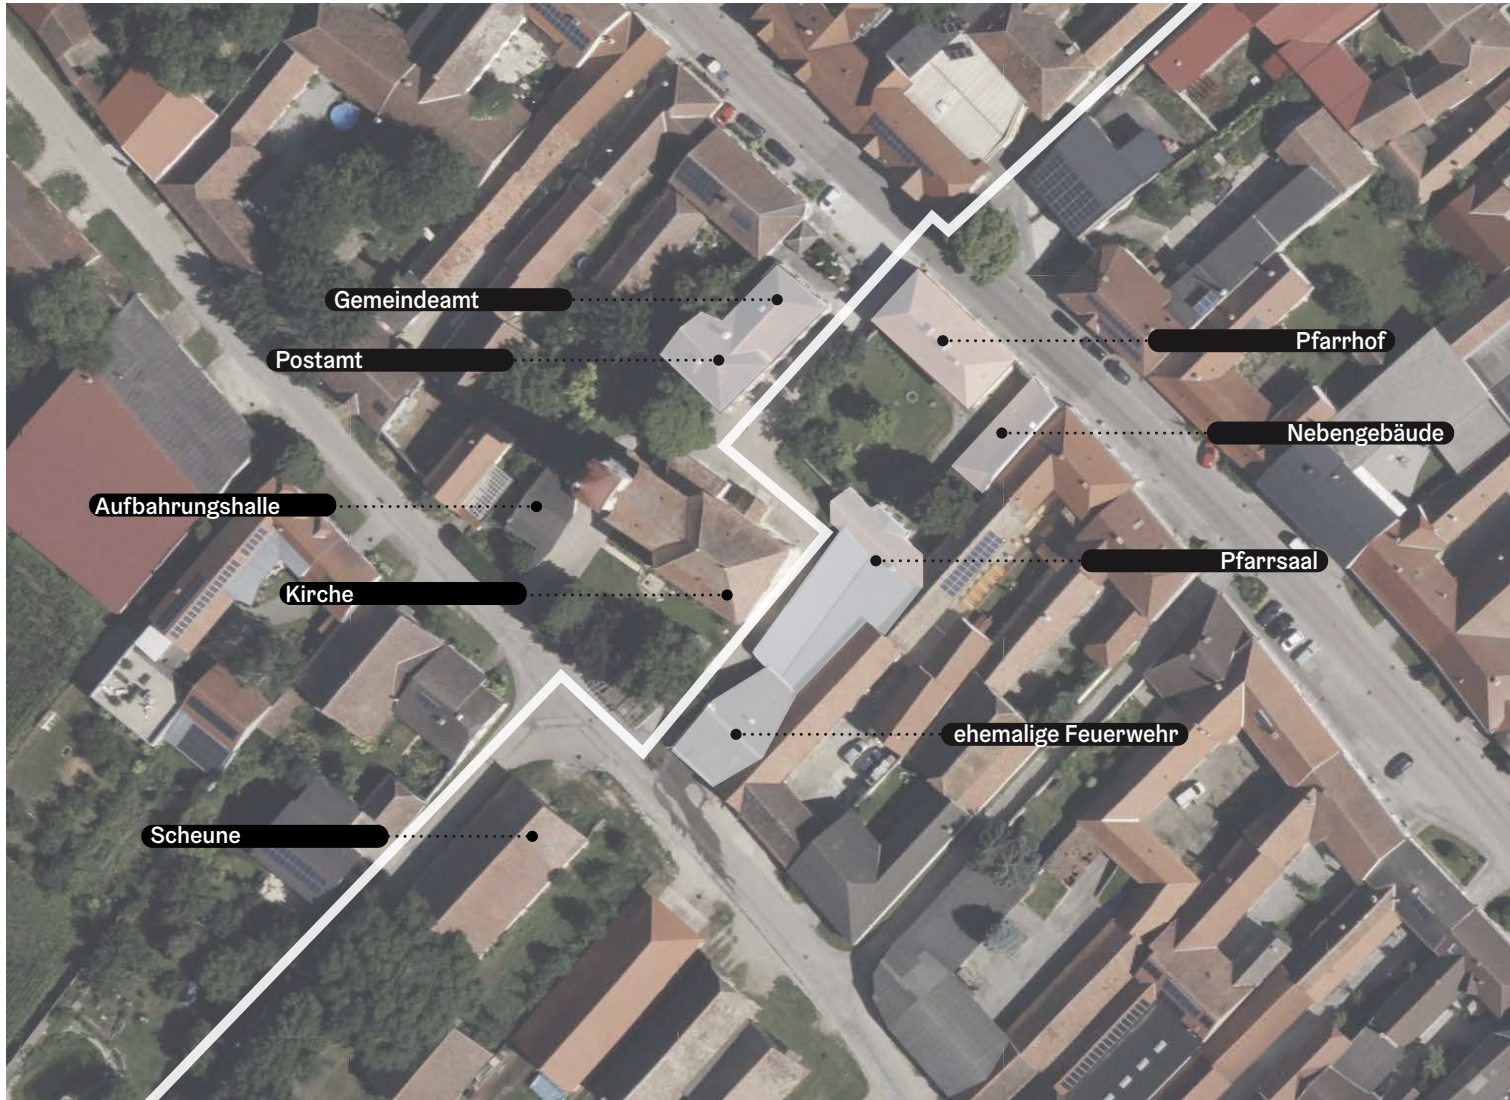 Gemeindeamt
Pfarrhof
Postamt
Nebengebäude
Aufbahrungshalle
Pfarrsaal
Kirche
ehemalige Feuerwehr
Scheune